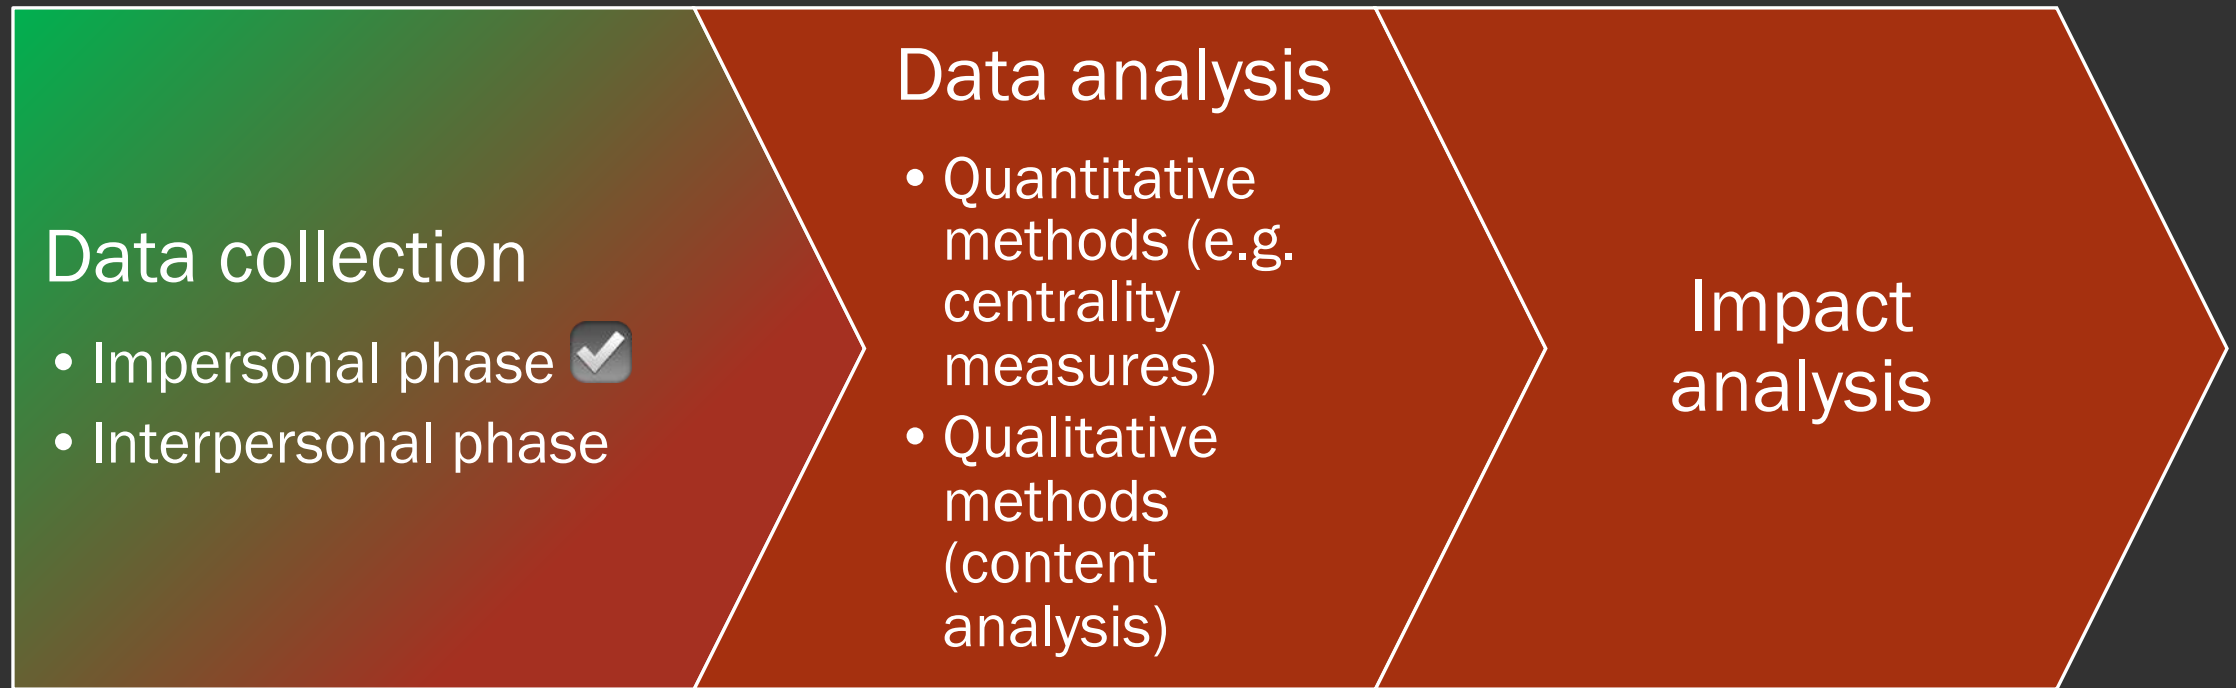 Data collection
• Impersonal phase ☑
• Interpersonal phase
Data analysis
• Quantitative
methods (e.g.
centrality
measures)
• Qualitative
methods
(content
analysis)
Impact
analysis